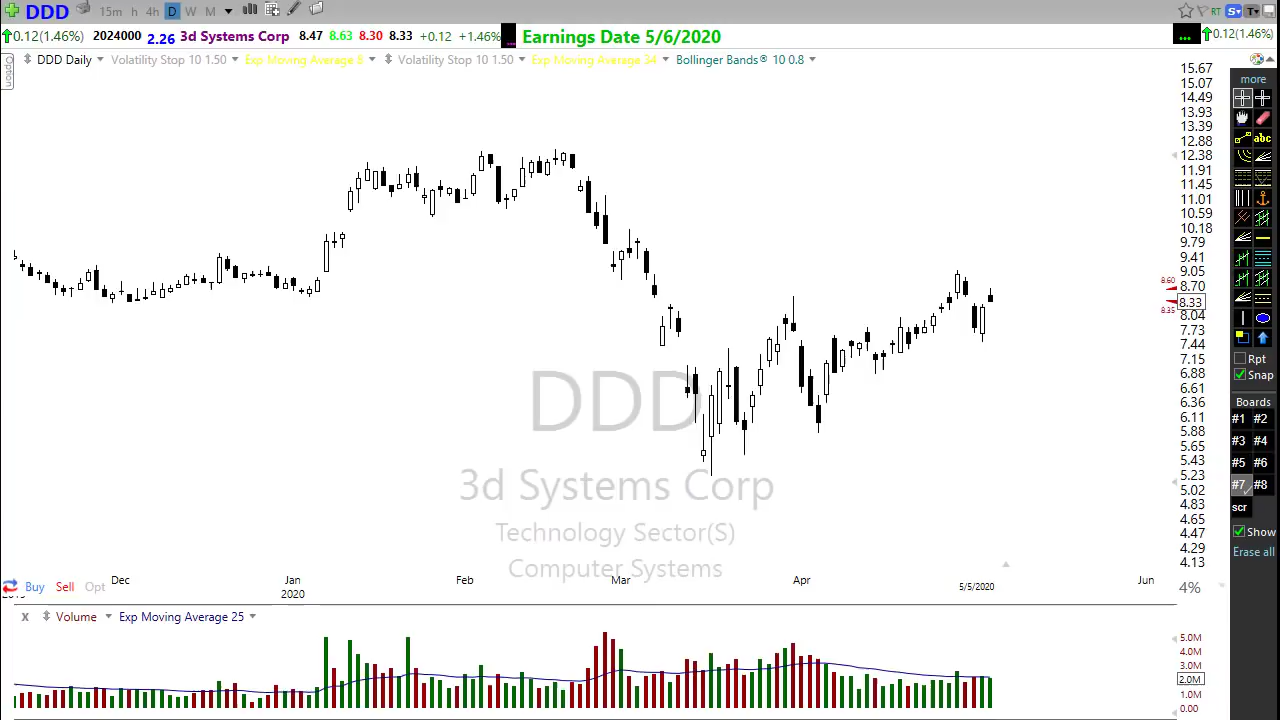 DDD 15m h 4h D W M
RT S T
0.12(1.46%) 2024000 2.26 3d Systems Corp 8.47 8.63 8.30 8.33 +0.12 +1.46% ... Earnings Date 5/6/2020 ... 0.12(1.46%)
Option
DDD Daily Volatility Stop 10 1.50 Exp Moving Average 8 Volatility Stop 10 1.50 Exp Moving Average 34 Bollinger Bands® 10 0.8
15.67
15.07
14.49
13.93
13.39
12.88
12.38
11.91
11.45
11.01
10.59
10.18
9.79
9.41
9.05
8.70
8.60
8.33
8.35
8.04
7.73
7.44
7.15
6.88
6.61
6.36
6.11
5.88
5.65
5.43
5.23
5.02
4.83
4.65
4.47
4.29
4.13
4%
DDD
3d Systems Corp
Technology Sector(S)
Computer Systems
Dec Jan Feb Mar Apr 5/5/2020 Jun
2020
Buy Sell Opt
x Volume Exp Moving Average 25
5.0M
4.0M
3.0M
2.0M
1.0M
0.00
more
abc
Rpt
Snap
Boards
#1 #2
#3 #4
#5 #6
#7 #8
scr
Show
Erase all